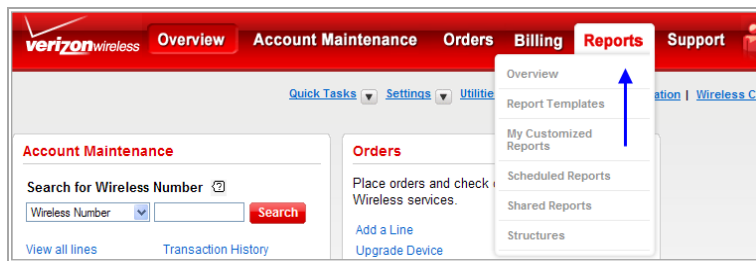 verizonwireless Overview Account Maintenance Orders Billing Reports Support
Quick Tasks Settings Utilitie ation | Wireless C
Overview
Report Templates
My Customized
Reports
Scheduled Reports
Shared Reports
Structures
Account Maintenance
Search for Wireless Number
Wireless Number Search
View all lines Transaction History
Orders
Place orders and check
Wireless services.
Add a Line
Upgrade Device